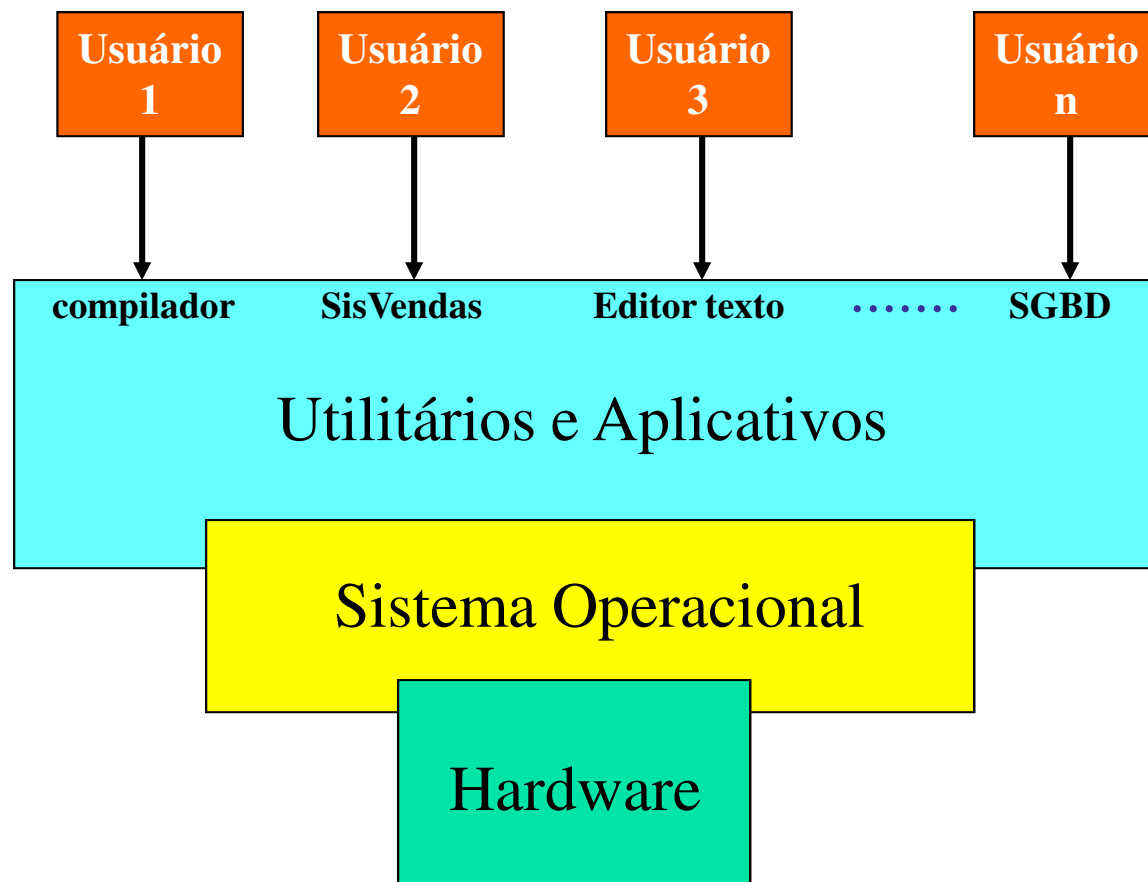 Usuário 1
Usuário 2
Usuário 3
Usuário n
compilador SisVendas Editor texto ....... SGBD
Utilitários e Aplicativos
Sistema Operacional
Hardware